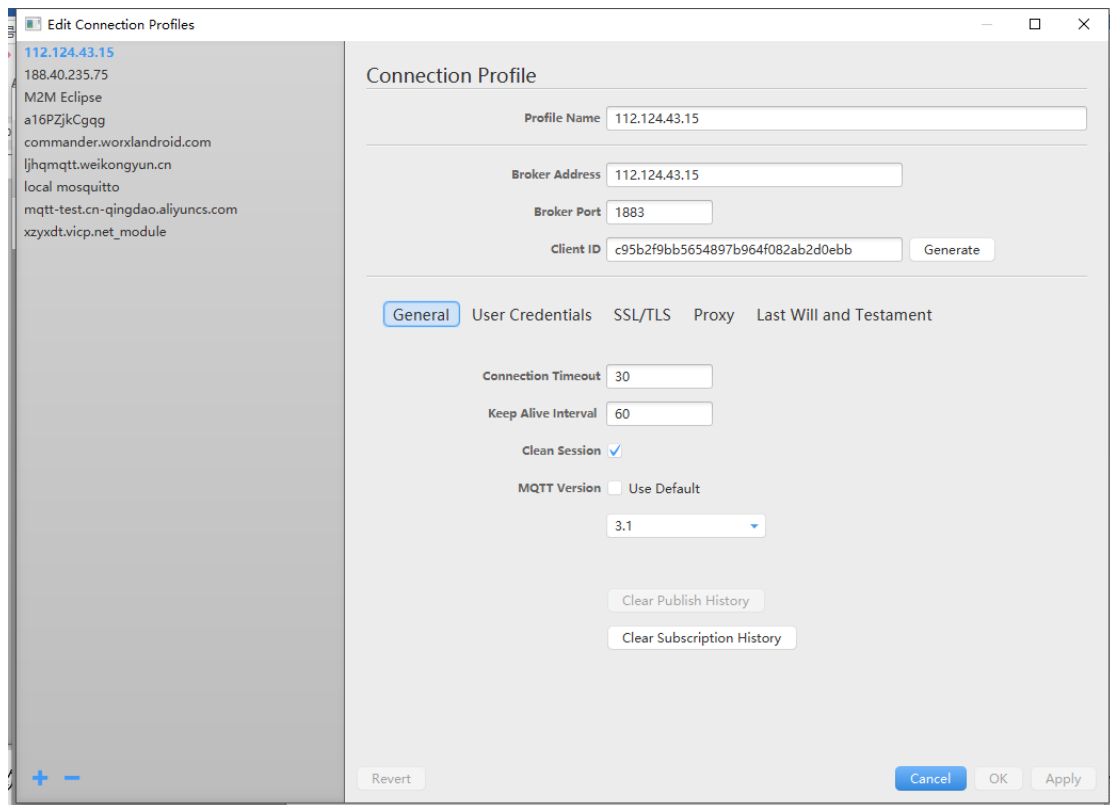 Edit Connection Profiles
112.124.43.15
188.40.235.75
M2M Eclipse
a16PZjkCgqg
commander.worxlandroid.com
ljhqmqtt.weikongyun.cn
local mosquitto
mqtt-test.cn-qingdao.aliyuncs.com
xzyxdt.vicp.net_module
Connection Profile
Profile Name 112.124.43.15
Broker Address 112.124.43.15
Broker Port 1883
Client ID c95b2f9bb5654897b964f082ab2d0ebb Generate
General User Credentials SSL/TLS Proxy Last Will and Testament
Connection Timeout 30
Keep Alive Interval 60
Clean Session
MQTT Version Use Default
3.1
Clear Publish History
Clear Subscription History
Revert Cancel OK Apply